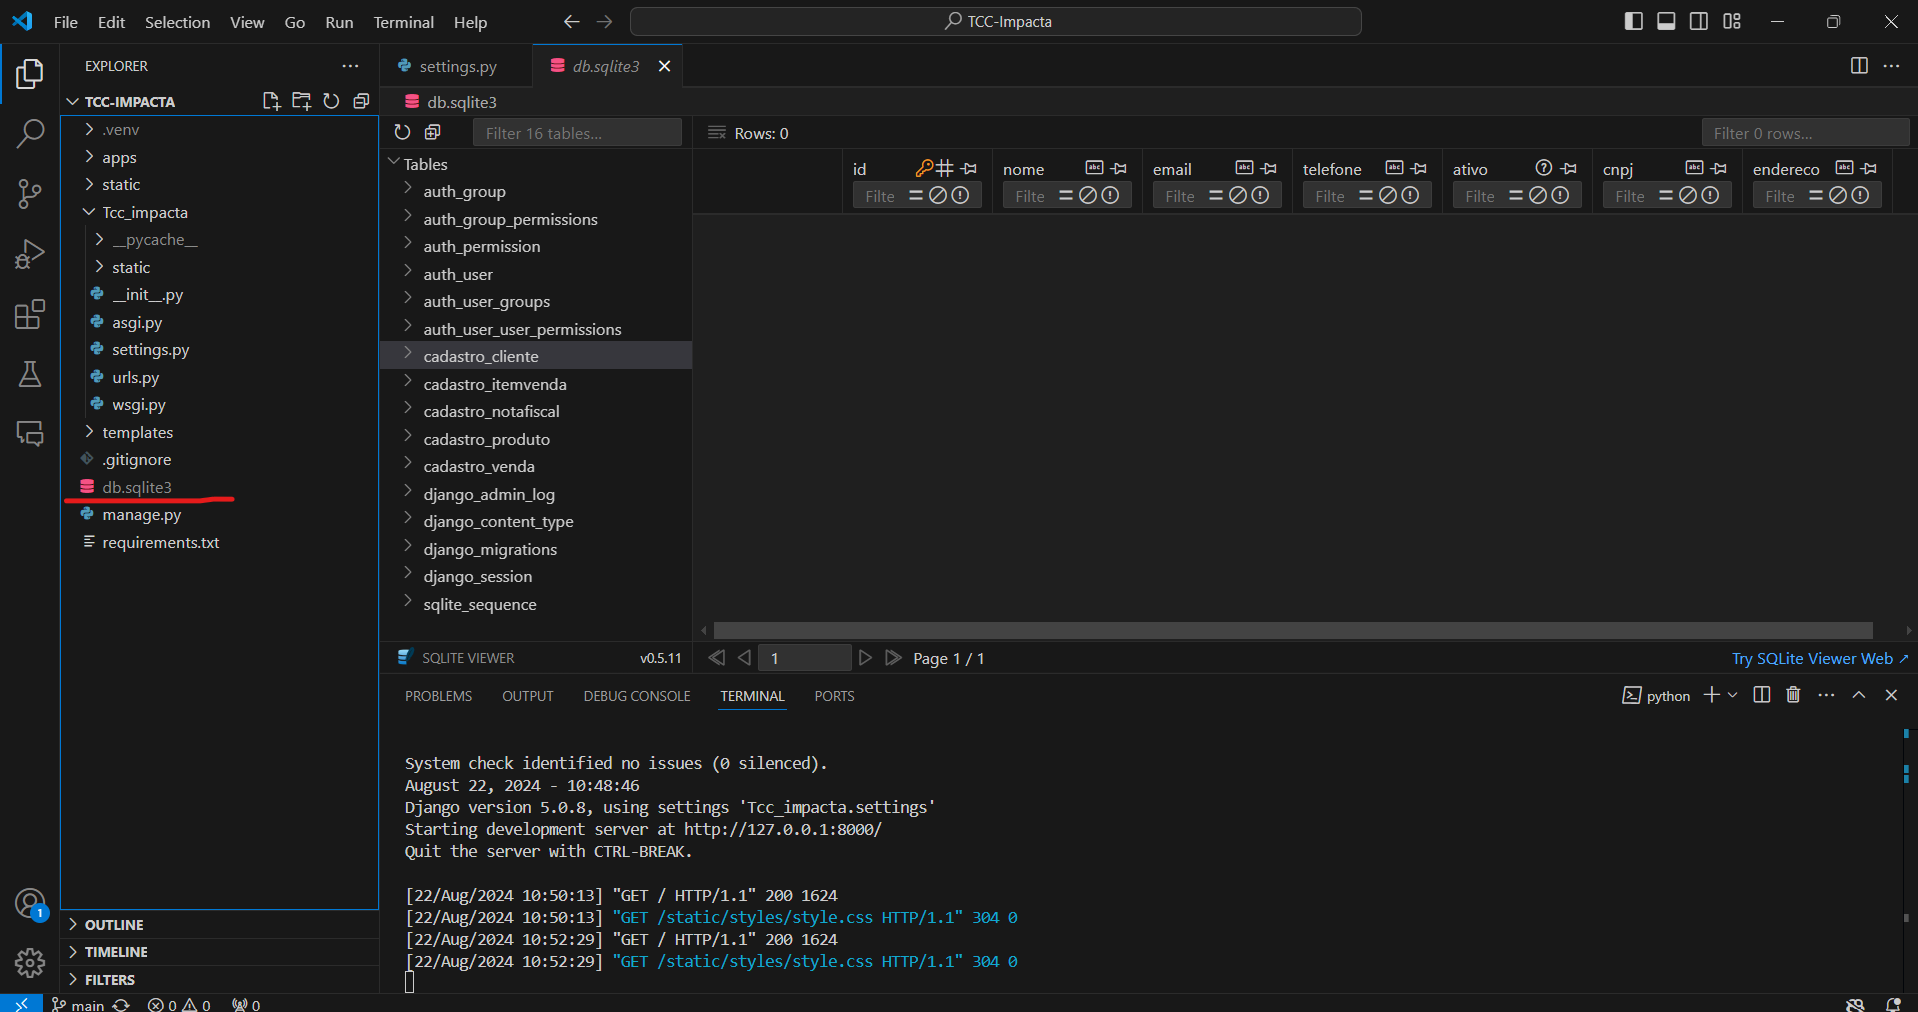 File Edit Selection View Go Run Terminal Help
TCC-Impacta
EXPLORER
TCC-IMPACTA
.venv
apps
static
Tcc_impacta
__pycache__
static
__init__.py
asgi.py
settings.py
urls.py
wsgi.py
templates
.gitignore
db.sqlite3
manage.py
requirements.txt
OUTLINE
TIMELINE
FILTERS
settings.py
db.sqlite3
db.sqlite3
Filter 16 tables...
Rows: 0
Filter 0 rows...
Tables
auth_group
auth_group_permissions
auth_permission
auth_user
auth_user_groups
auth_user_user_permissions
cadastro_cliente
cadastro_itemvenda
cadastro_notafiscal
cadastro_produto
cadastro_venda
django_admin_log
django_content_type
django_migrations
django_session
sqlite_sequence
id nome email telefone ativo cnpj endereco
Filte Filte Filte Filte Filte Filte Filte
SQLITE VIEWER v0.5.11
1 Page 1 / 1
Try SQLite Viewer Web
PROBLEMS OUTPUT DEBUG CONSOLE TERMINAL PORTS
python
System check identified no issues (0 silenced).
August 22, 2024 - 10:48:46
Django version 5.0.8, using settings 'Tcc_impacta.settings'
Starting development server at http://127.0.0.1:8000/
Quit the server with CTRL-BREAK.
[22/Aug/2024 10:50:13] "GET / HTTP/1.1" 200 1624
[22/Aug/2024 10:50:13] "GET /static/styles/style.css HTTP/1.1" 304 0
[22/Aug/2024 10:52:29] "GET / HTTP/1.1" 200 1624
[22/Aug/2024 10:52:29] "GET /static/styles/style.css HTTP/1.1" 304 0
1
main 0 0 0